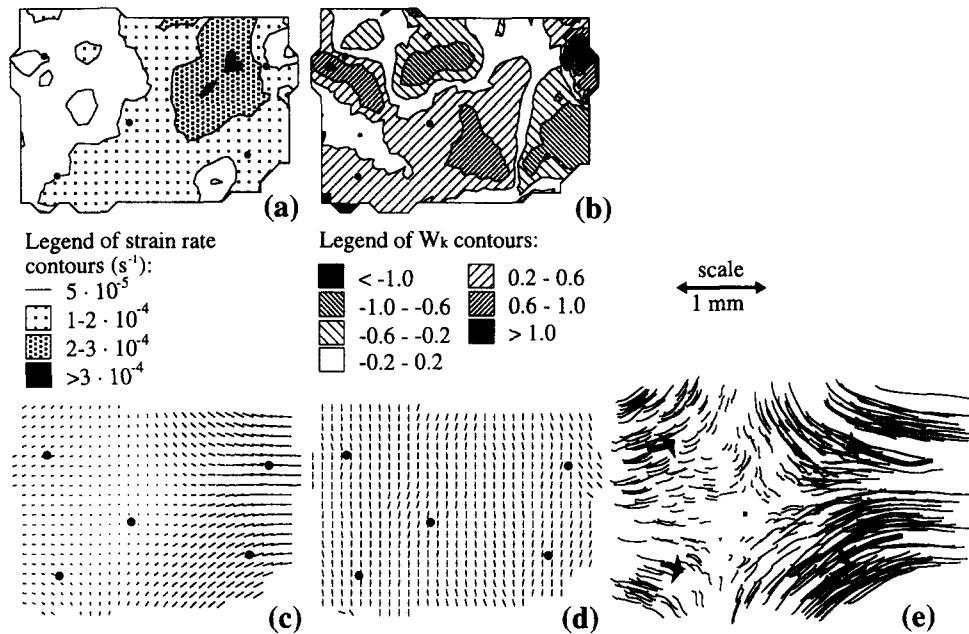 (a)
(b)
Legend of strain rate
contours (s⁻¹):
5 · 10⁻⁵
1-2 · 10⁻⁴
2-3 · 10⁻⁴
>3 · 10⁻⁴
Legend of Wk contours:
< -1.0
-1.0 - -0.6
-0.6 - -0.2
-0.2 - 0.2
0.2 - 0.6
0.6 - 1.0
> 1.0
scale
1 mm
(c)
(d)
(e)